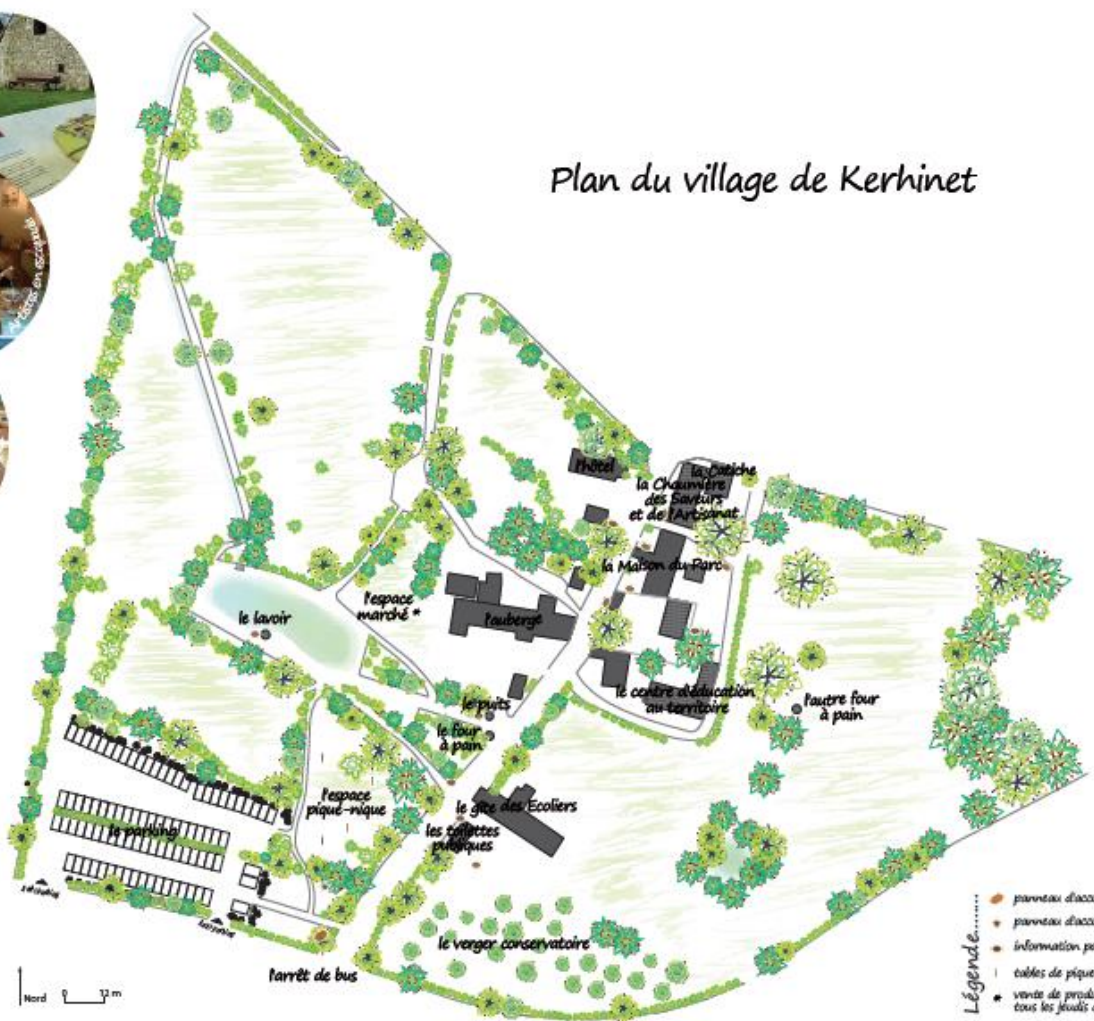 Plan du village de Kerhinet
l'hôtel
la Catiche
la Chaumière
des Saveurs
et de l'Artisanat
la Maison du Parc
l'espace
marché *
l'auberge
le lavoir
le centre d'éducation
au territoire
l'autre four
à pain
le puits
le four
à pain
l'espace
pique-nique
le gîte des Ecoliers
les toilettes
publiques
le parking
le verger conservatoire
l'arrêt de bus
Nord 0 12 m
Légende
panneau d'acc
panneau d'acc
information p
tables de pique
* vente de produ
tous les jeudis